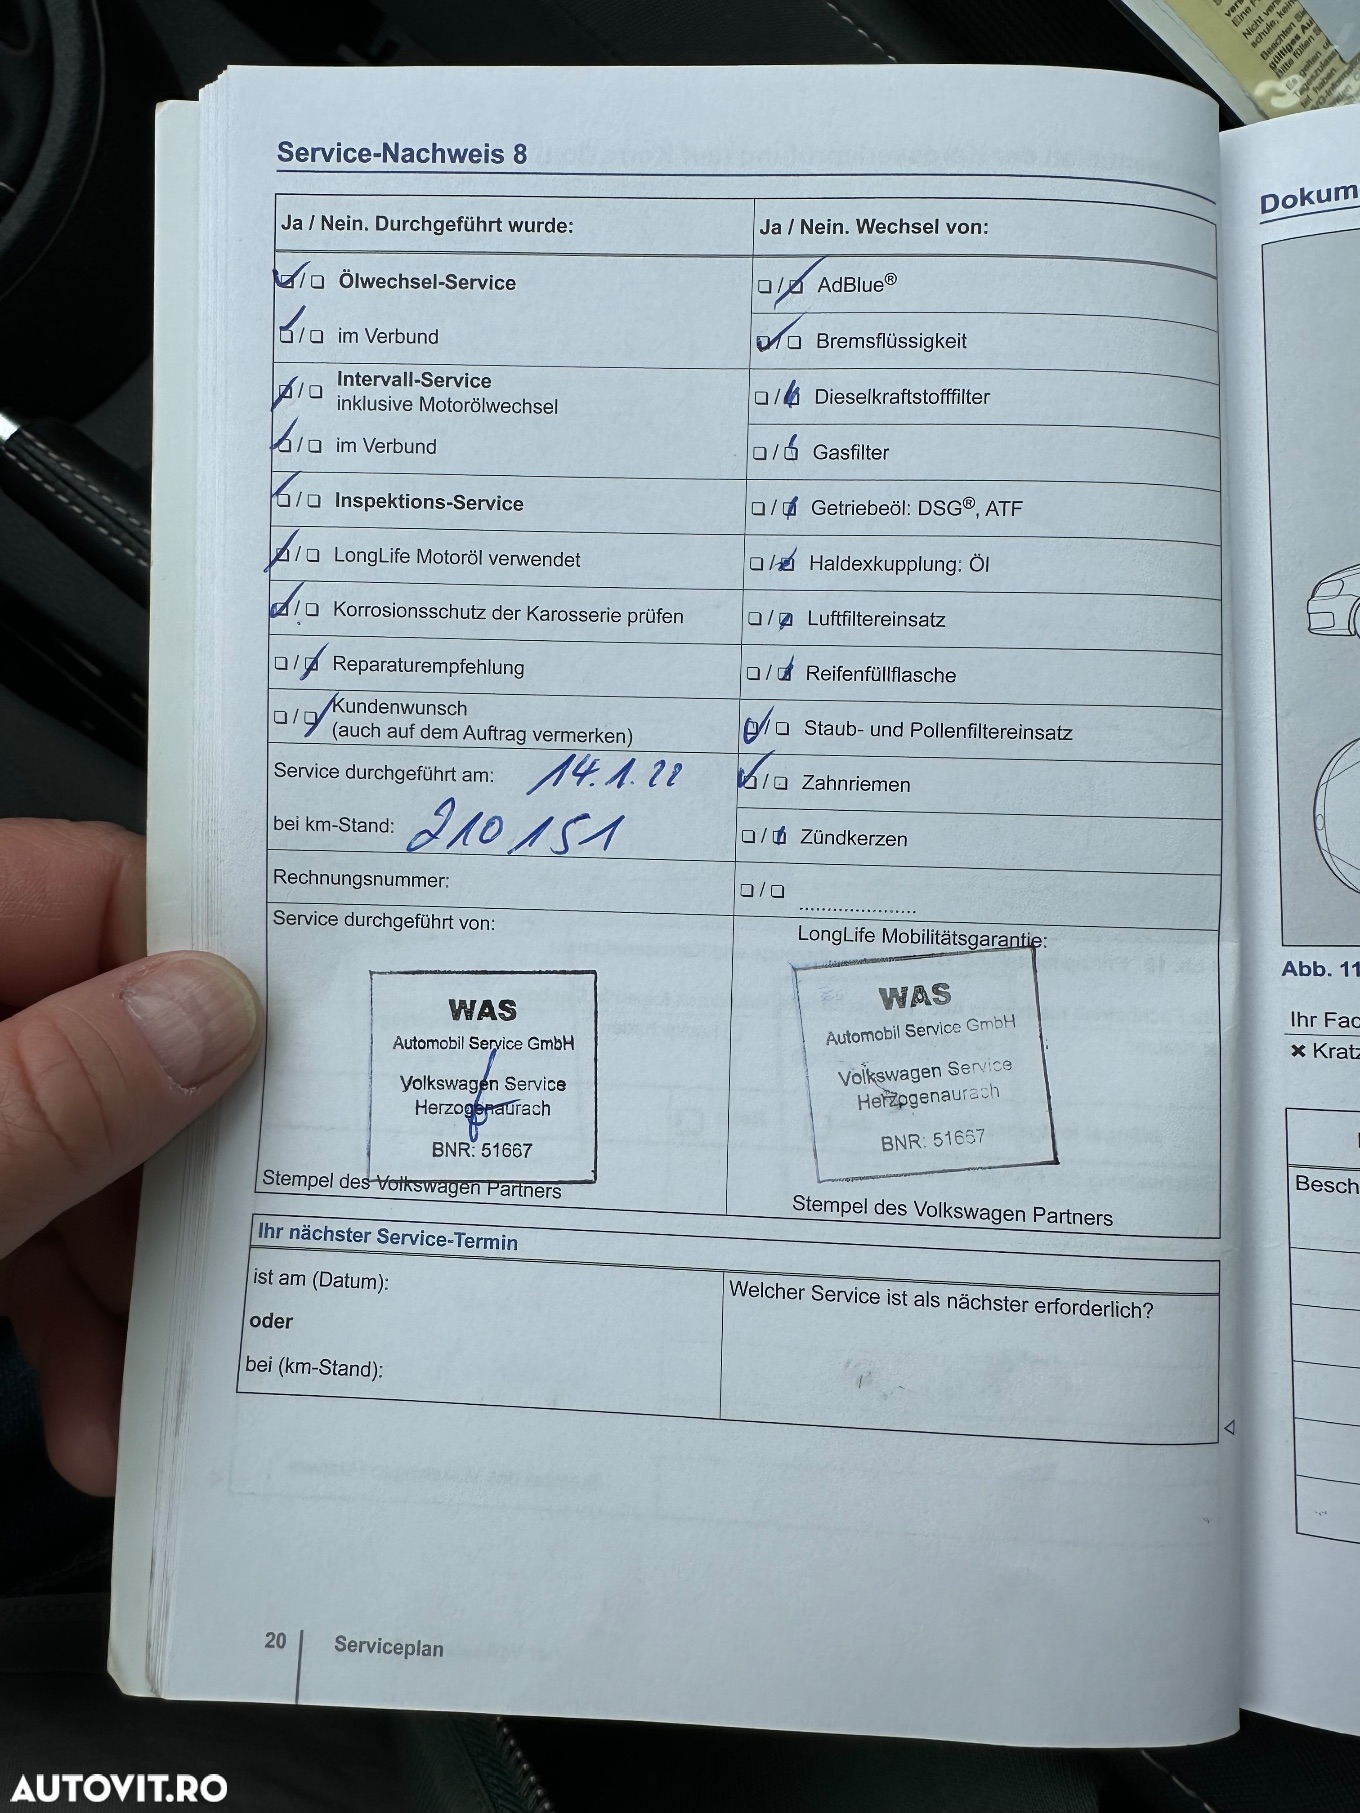 Service-Nachweis 8
Ja / Nein. Durchgeführt wurde:
Ölwechsel-Service
im Verbund
Intervall-Service
inklusive Motorölwechsel
im Verbund
Inspektions-Service
LongLife Motoröl verwendet
Korrosionsschutz der Karosserie prüfen
Reparaturempfehlung
Kundenwunsch
(auch auf dem Auftrag vermerken)
Service durchgeführt am: 14.1.22
bei km-Stand: 210151
Rechnungsnummer:
Service durchgeführt von:
WAS
Automobil Service GmbH
Volkswagen Service
Herzogenaurach
BNR: 51667
Stempel des Volkswagen Partners
Ja / Nein. Wechsel von:
AdBlue®
Bremsflüssigkeit
Dieselkraftstofffilter
Gasfilter
Getriebeöl: DSG®, ATF
Haldexkupplung: Öl
Luftfiltereinsatz
Reifenfüllflasche
Staub- und Pollenfiltereinsatz
Zahnriemen
Zündkerzen
LongLife Mobilitätsgarantie:
WAS
Automobil Service GmbH
Volkswagen Service
Herzogenaurach
BNR: 51667
Stempel des Volkswagen Partners
Ihr nächster Service-Termin
ist am (Datum):
oder
bei (km-Stand):
Welcher Service ist als nächster erforderlich?
20 Serviceplan
Dokum
Abb. 11
Ihr Fac
Kratz
Besch
AUTOVIT.RO